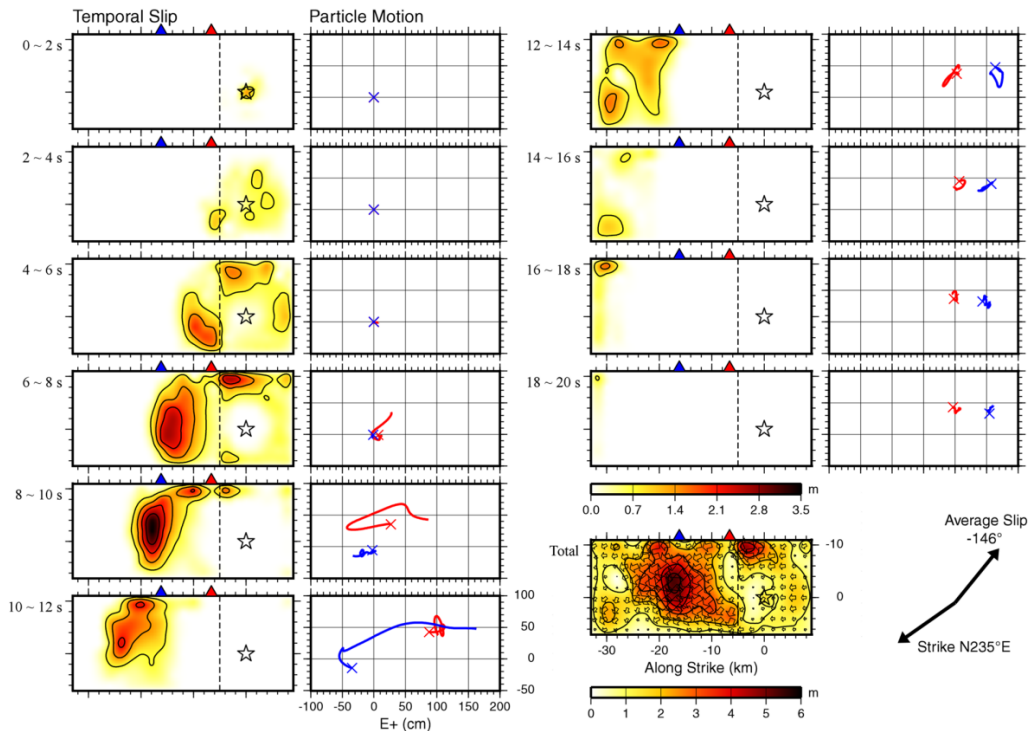 Temporal Slip
Particle Motion
0 ~ 2 s
2 ~ 4 s
4 ~ 6 s
6 ~ 8 s
8 ~ 10 s
10 ~ 12 s
100
50
0
-50
-100 -50 0 50 100 150 200
E+ (cm)
12 ~ 14 s
14 ~ 16 s
16 ~ 18 s
18 ~ 20 s
m
0.0 0.7 1.4 2.1 2.8 3.5
Total
-10
0
-30 -20 -10 0
Along Strike (km)
m
0 1 2 3 4 5 6
Average Slip
-146°
Strike N235°E